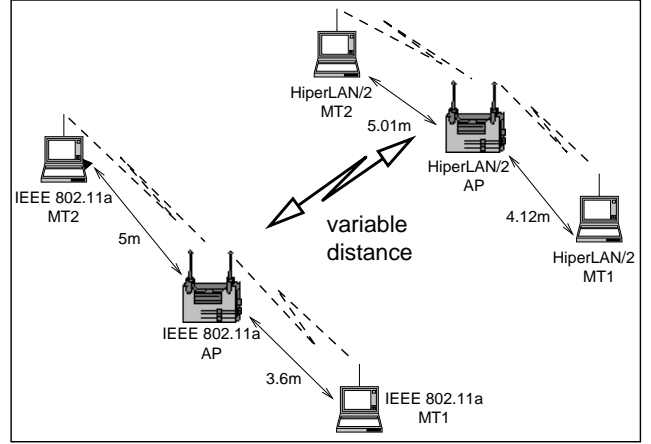 HiperLAN/2
MT2
5.01m
HiperLAN/2
AP
IEEE 802.11a
MT2
4.12m
variable
distance
5m
HiperLAN/2
MT1
IEEE 802.11a
AP
3.6m
IEEE 802.11a
MT1